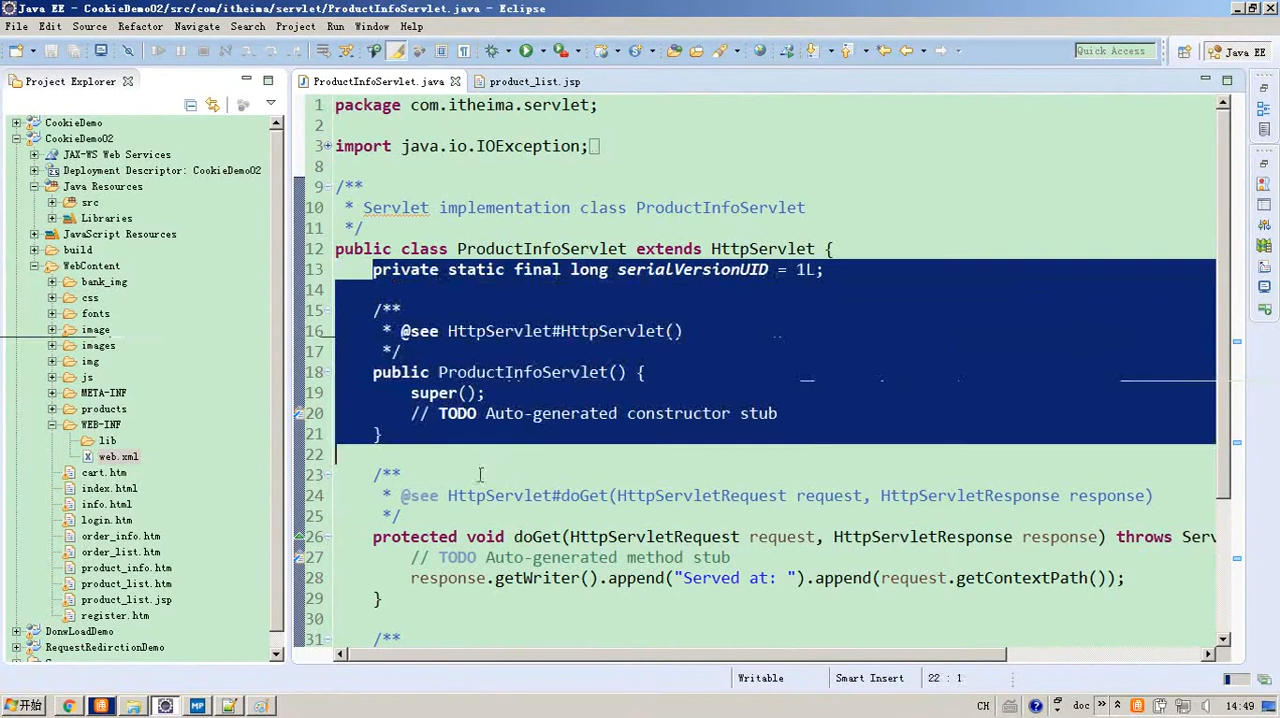 Java EE - CookieDemo02/src/com/itheima/servlet/ProductInfoServlet.java - Eclipse
File Edit Source Refactor Navigate Search Project Run Window Help
Quick Access
Java EE
Project Explorer
CookieDemo
CookieDemo02
JAX-WS Web Services
Deployment Descriptor: CookieDemo02
Java Resources
src
Libraries
JavaScript Resources
build
WebContent
bank_img
css
fonts
image
images
img
js
META-INF
products
WEB-INF
lib
web.xml
cart.htm
index.html
info.html
login.htm
order_info.htm
order_list.htm
product_info.htm
product_list.htm
product_list.jsp
register.htm
DonwLoadDemo
RequestRedirctionDemo
ProductInfoServlet.java
product_list.jsp
1 package com.itheima.servlet;
2
3 import java.io.IOException;
8
9 /**
10 * Servlet implementation class ProductInfoServlet
11 */
12 public class ProductInfoServlet extends HttpServlet {
13 private static final long serialVersionUID = 1L;
14
15 /**
16 * @see HttpServlet#HttpServlet()
17 */
18 public ProductInfoServlet() {
19 super();
20 // TODO Auto-generated constructor stub
21 }
22
23 /**
24 * @see HttpServlet#doGet(HttpServletRequest request, HttpServletResponse response)
25 */
26 protected void doGet(HttpServletRequest request, HttpServletResponse response) throws Serv
27 // TODO Auto-generated method stub
28 response.getWriter().append("Served at: ").append(request.getContextPath());
29 }
30
31 /**
Writable
Smart Insert
22 : 1
开始
CH
doc
14:49